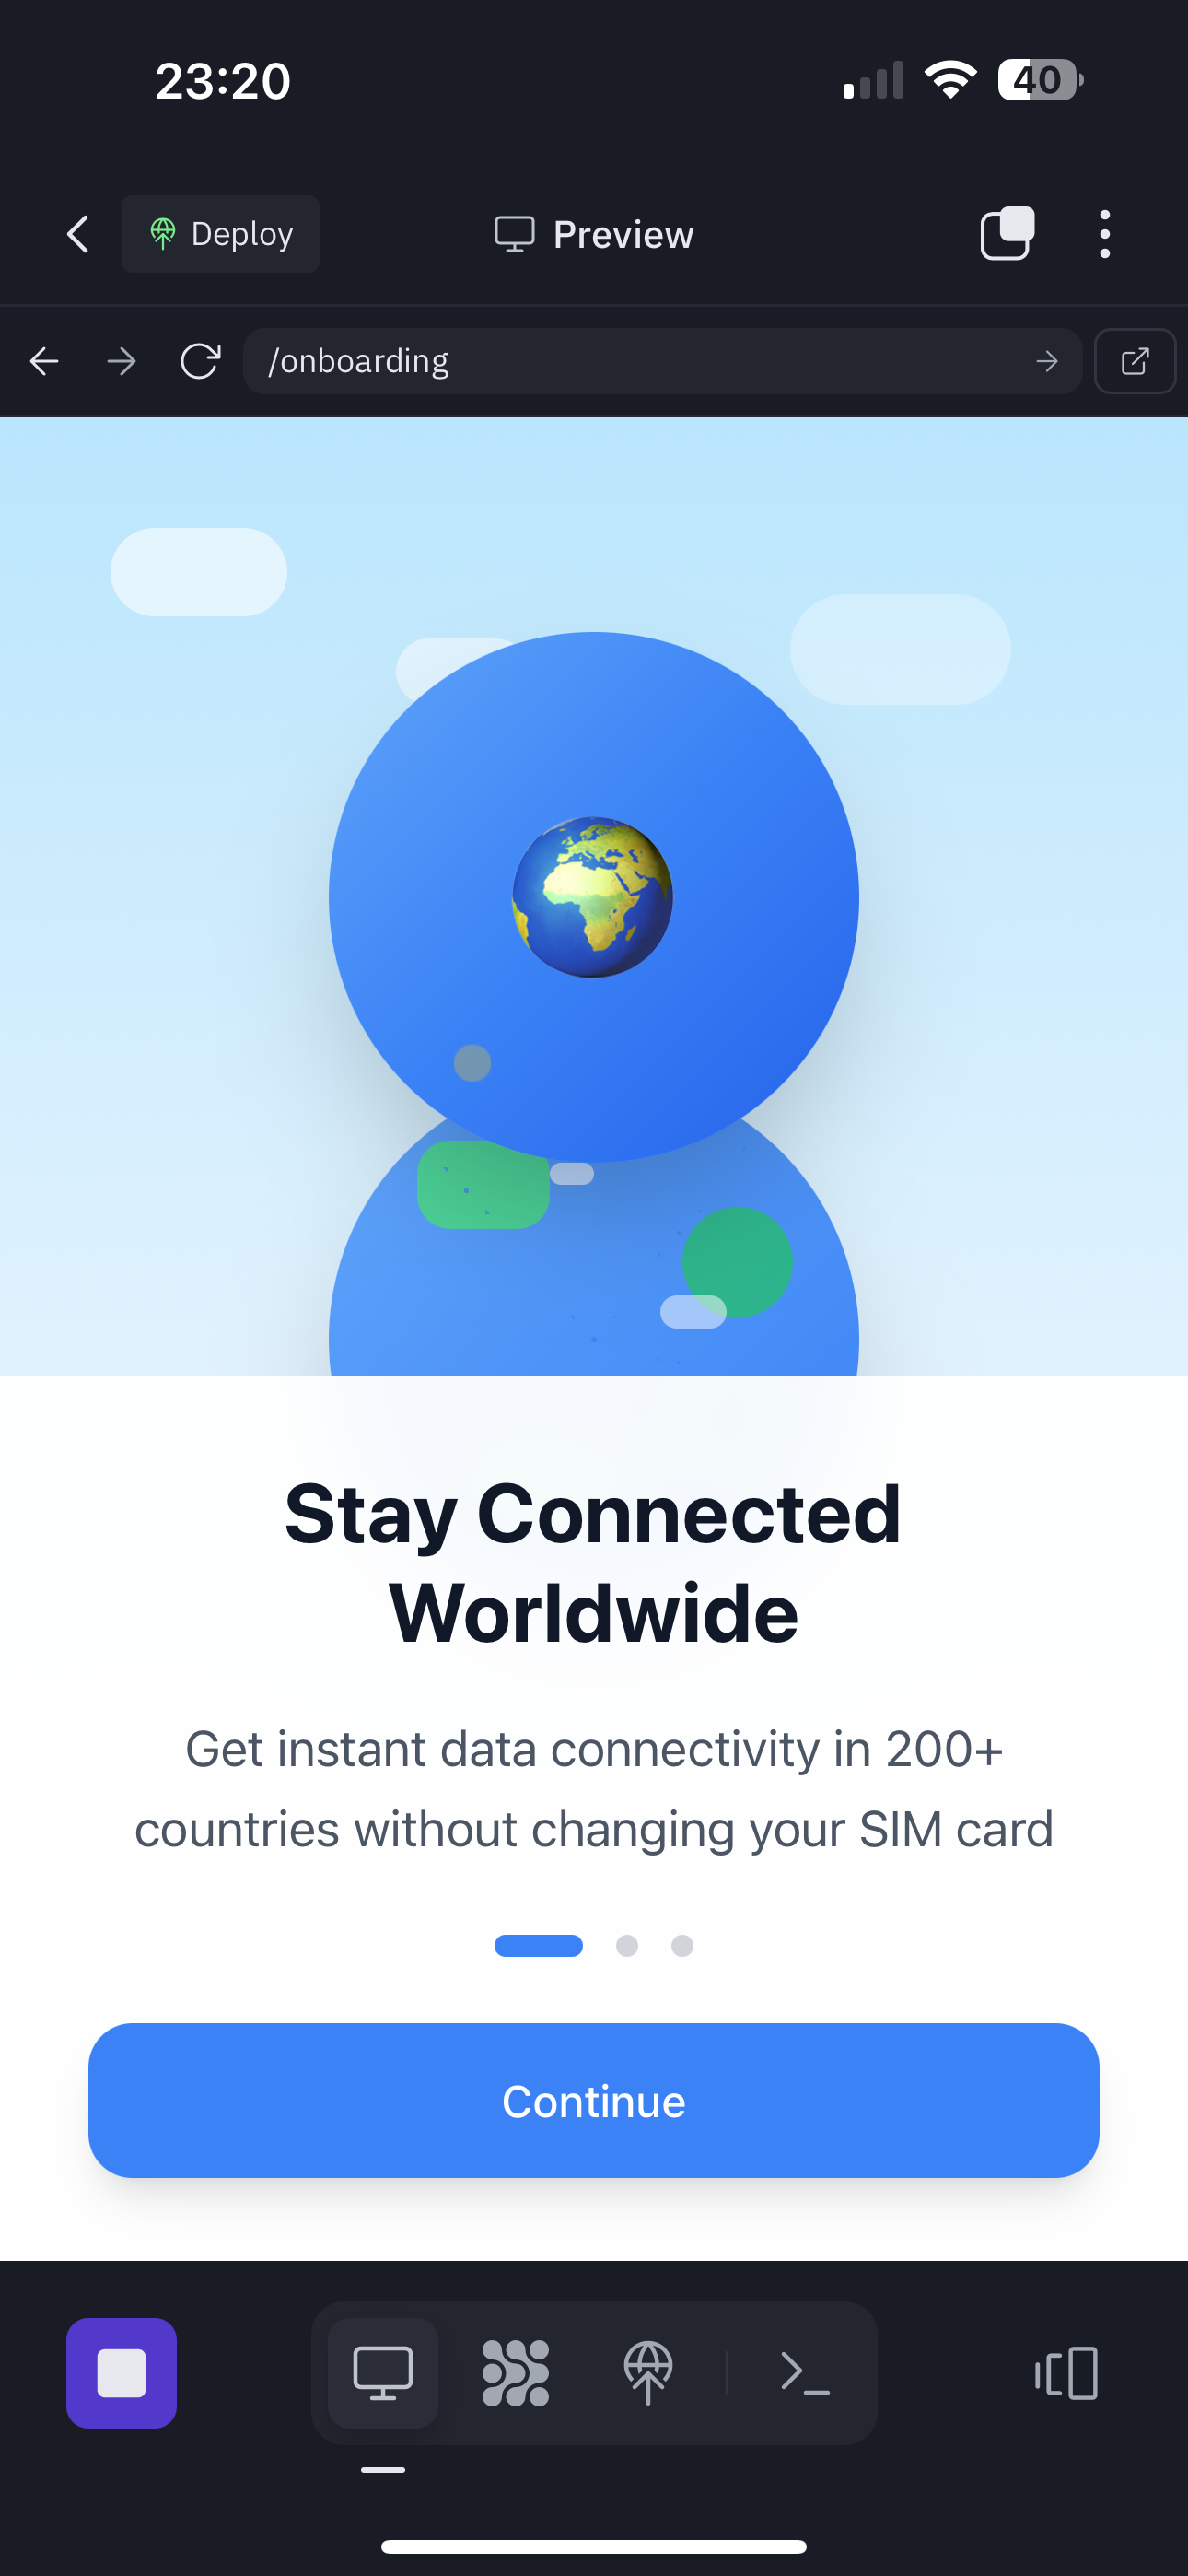 23:20
40
Deploy
Preview
/onboarding
Stay Connected
Worldwide
Get instant data connectivity in 200+
countries without changing your SIM card
Continue